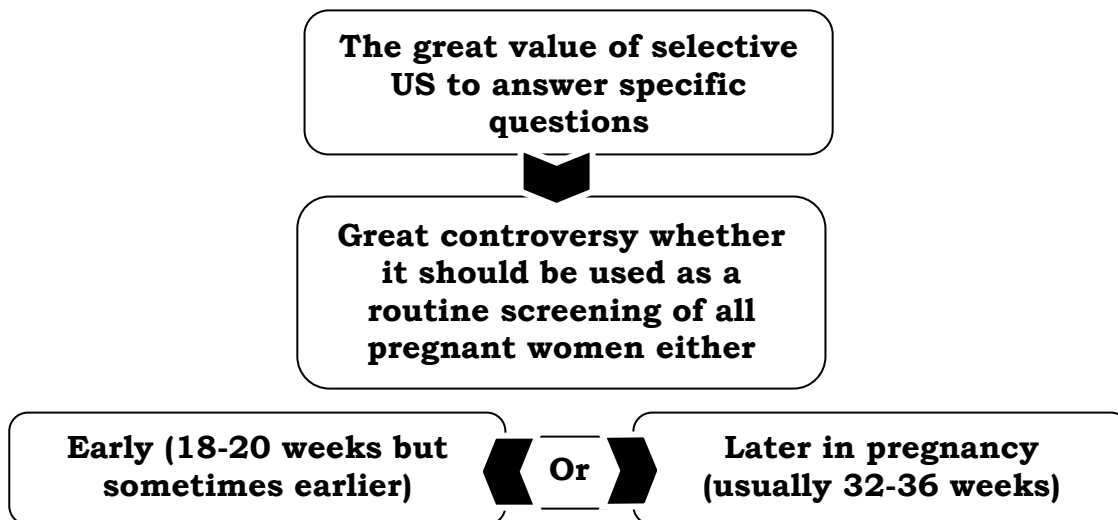 The great value of selective
US to answer specific
questions
Great controversy whether
it should be used as a
routine screening of all
pregnant women either
Early (18-20 weeks but
sometimes earlier)
Or
Later in pregnancy
(usually 32-36 weeks)